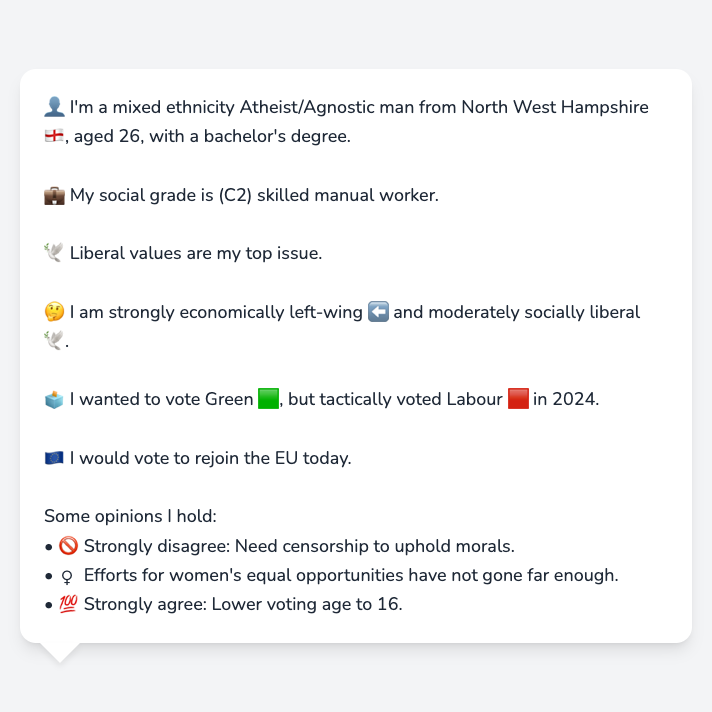 👤 I'm a mixed ethnicity Atheist/Agnostic man from North West Hampshire
🏴󠁧󠁢󠁥󠁮󠁧󠁿, aged 26, with a bachelor's degree.
💼 My social grade is (C2) skilled manual worker.
🕊️ Liberal values are my top issue.
🤔 I am strongly economically left-wing ⬅️ and moderately socially liberal
🕊️.
🗳️ I wanted to vote Green 🟩, but tactically voted Labour 🟥 in 2024.
🇪🇺 I would vote to rejoin the EU today.
Some opinions I hold:
• 🚫 Strongly disagree: Need censorship to uphold morals.
• ♀ Efforts for women's equal opportunities have not gone far enough.
• 💯 Strongly agree: Lower voting age to 16.